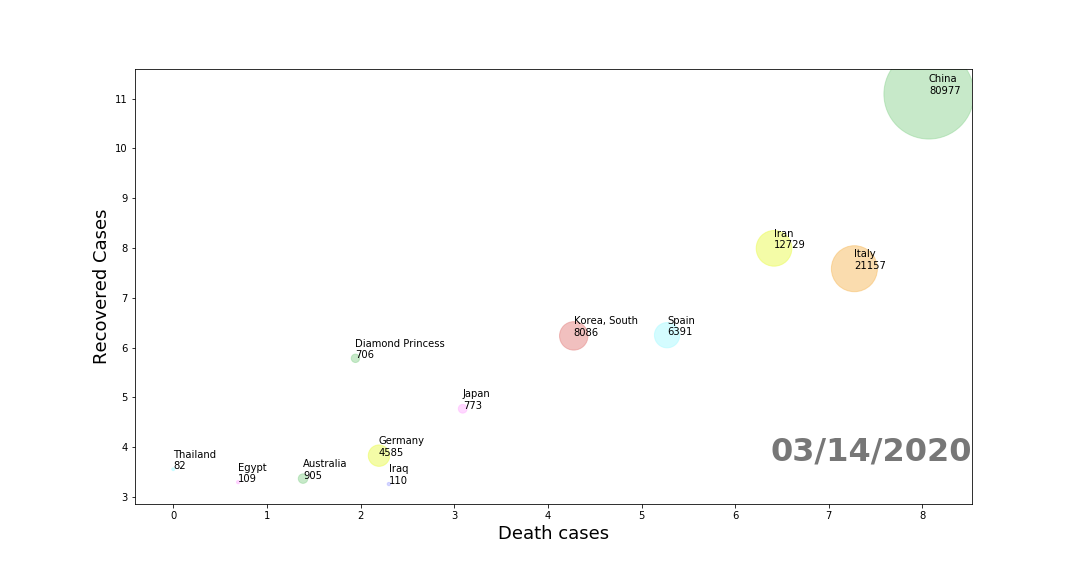 China
80977
11
10
9
Iran
12729
8
Italy
21157
7
Korea, South
8086
Spain
6391
6
Diamond Princess
706
5
Japan
773
4
Germany
4585
03/14/2020
Thailand
82
Egypt
109
Australia
905
Iraq
110
3
Recovered Cases
0 1 2 3 4 5 6 7 8
Death cases